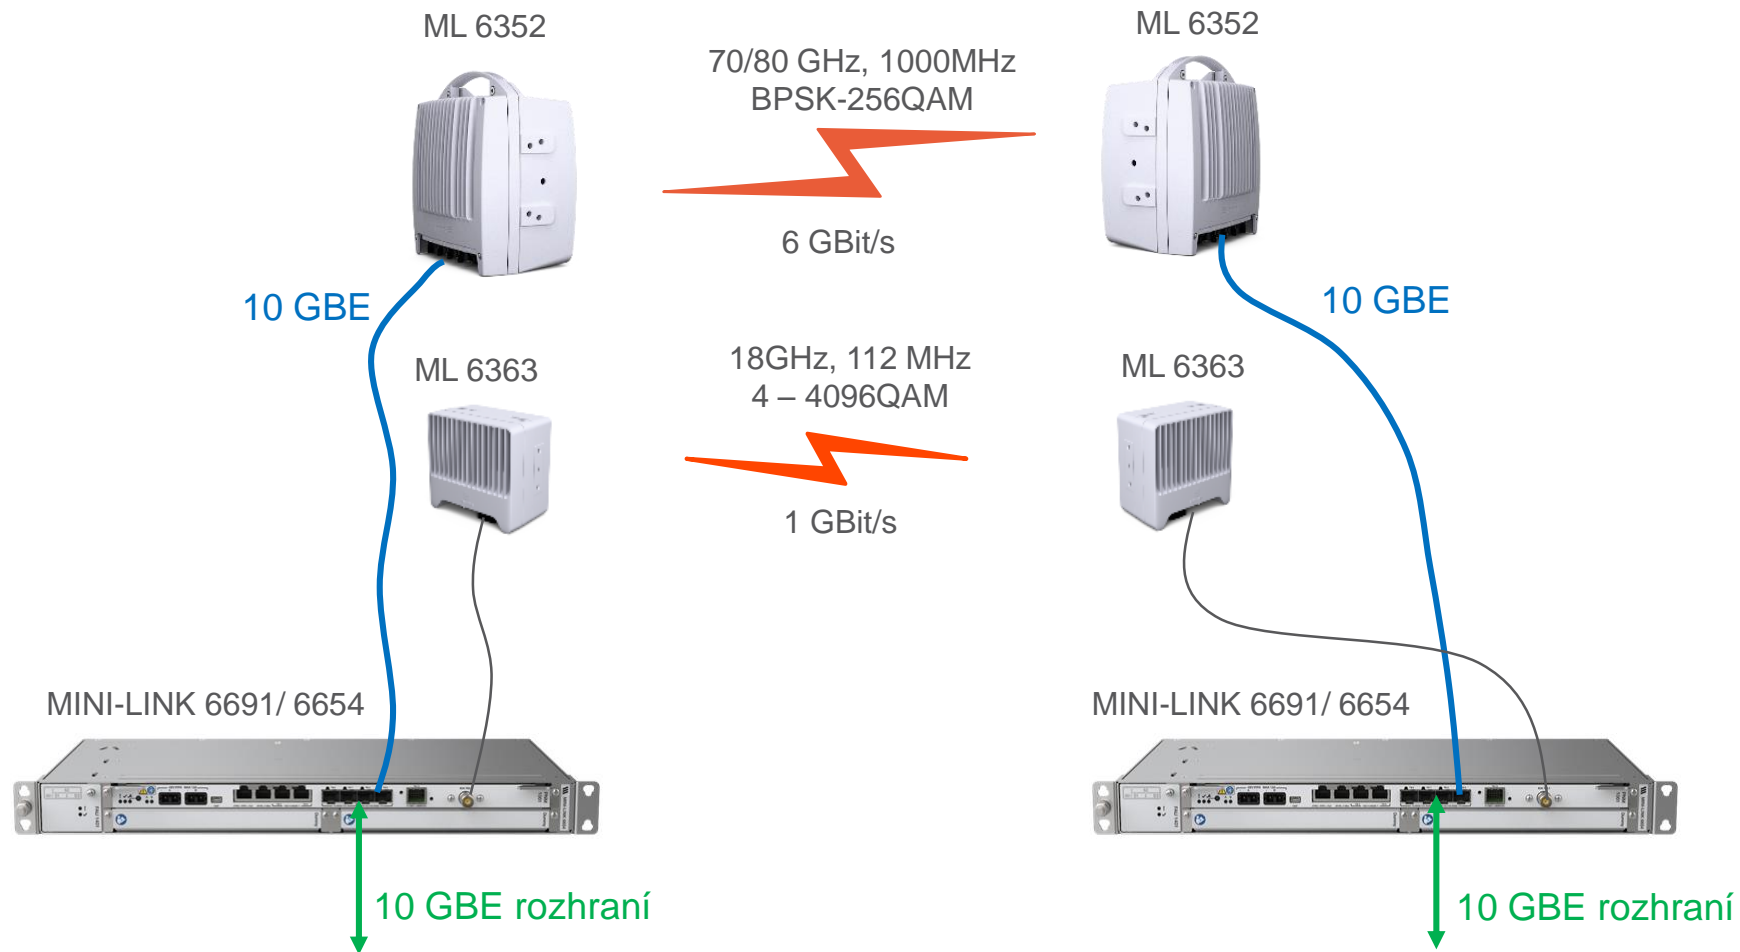 ML 6352
ML 6352
70/80 GHz, 1000MHz
BPSK-256QAM
6 GBit/s
10 GBE
10 GBE
ML 6363
18GHz, 112 MHz
4 – 4096QAM
ML 6363
1 GBit/s
MINI-LINK 6691/ 6654
MINI-LINK 6691/ 6654
10 GBE rozhraní
10 GBE rozhraní